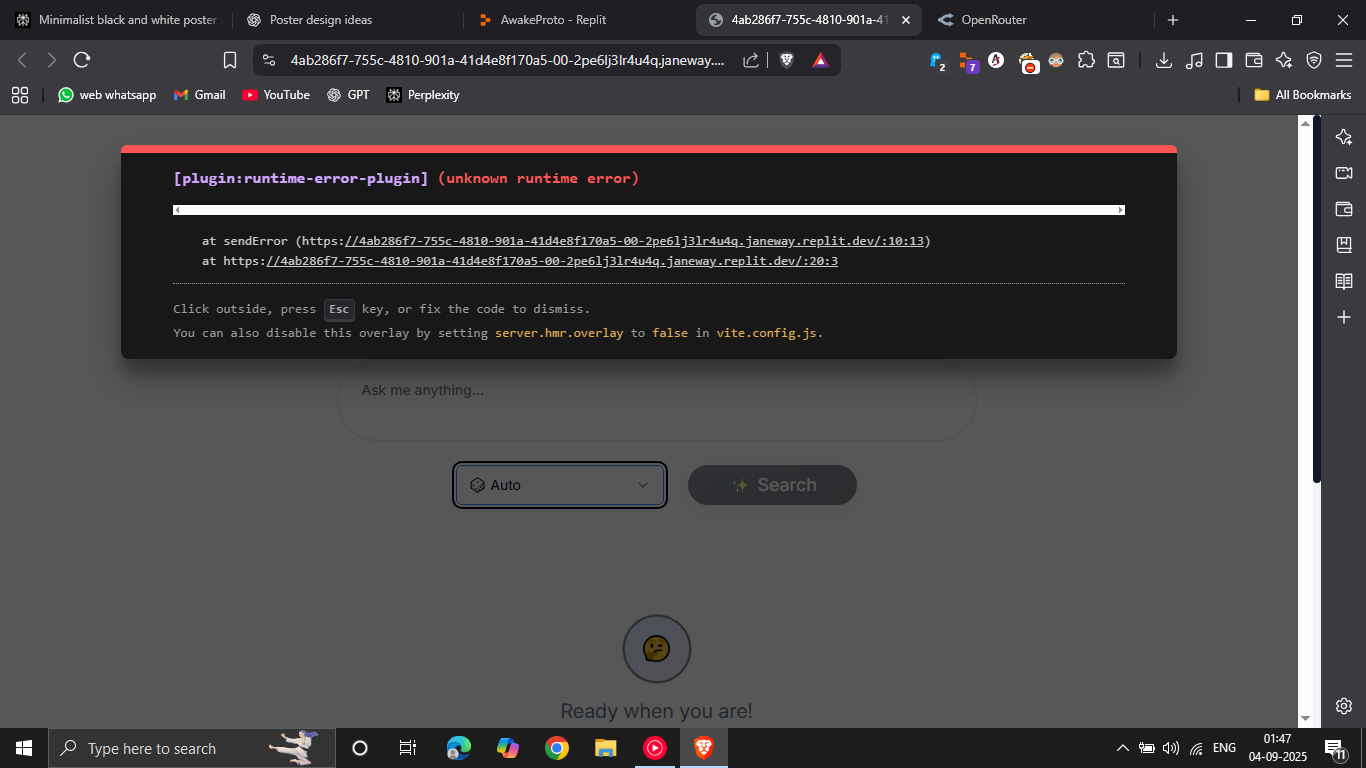 Minimalist black and white poster
Poster design ideas
AwakeProto - Replit
4ab286f7-755c-4810-901a-41
OpenRouter
4ab286f7-755c-4810-901a-41d4e8f170a5-00-2pe6lj3lr4u4q.janeway....
2
7
web whatsapp
Gmail
YouTube
GPT
Perplexity
All Bookmarks
[plugin:runtime-error-plugin] (unknown runtime error)
at sendError (https://4ab286f7-755c-4810-901a-41d4e8f170a5-00-2pe6lj3lr4u4q.janeway.replit.dev/:10:13)
at https://4ab286f7-755c-4810-901a-41d4e8f170a5-00-2pe6lj3lr4u4q.janeway.replit.dev/:20:3
Click outside, press Esc key, or fix the code to dismiss.
You can also disable this overlay by setting server.hmr.overlay to false in vite.config.js.
Ask me anything...
Auto
Search
Ready when you are!
Type here to search
ENG
01:47
04-09-2025
11